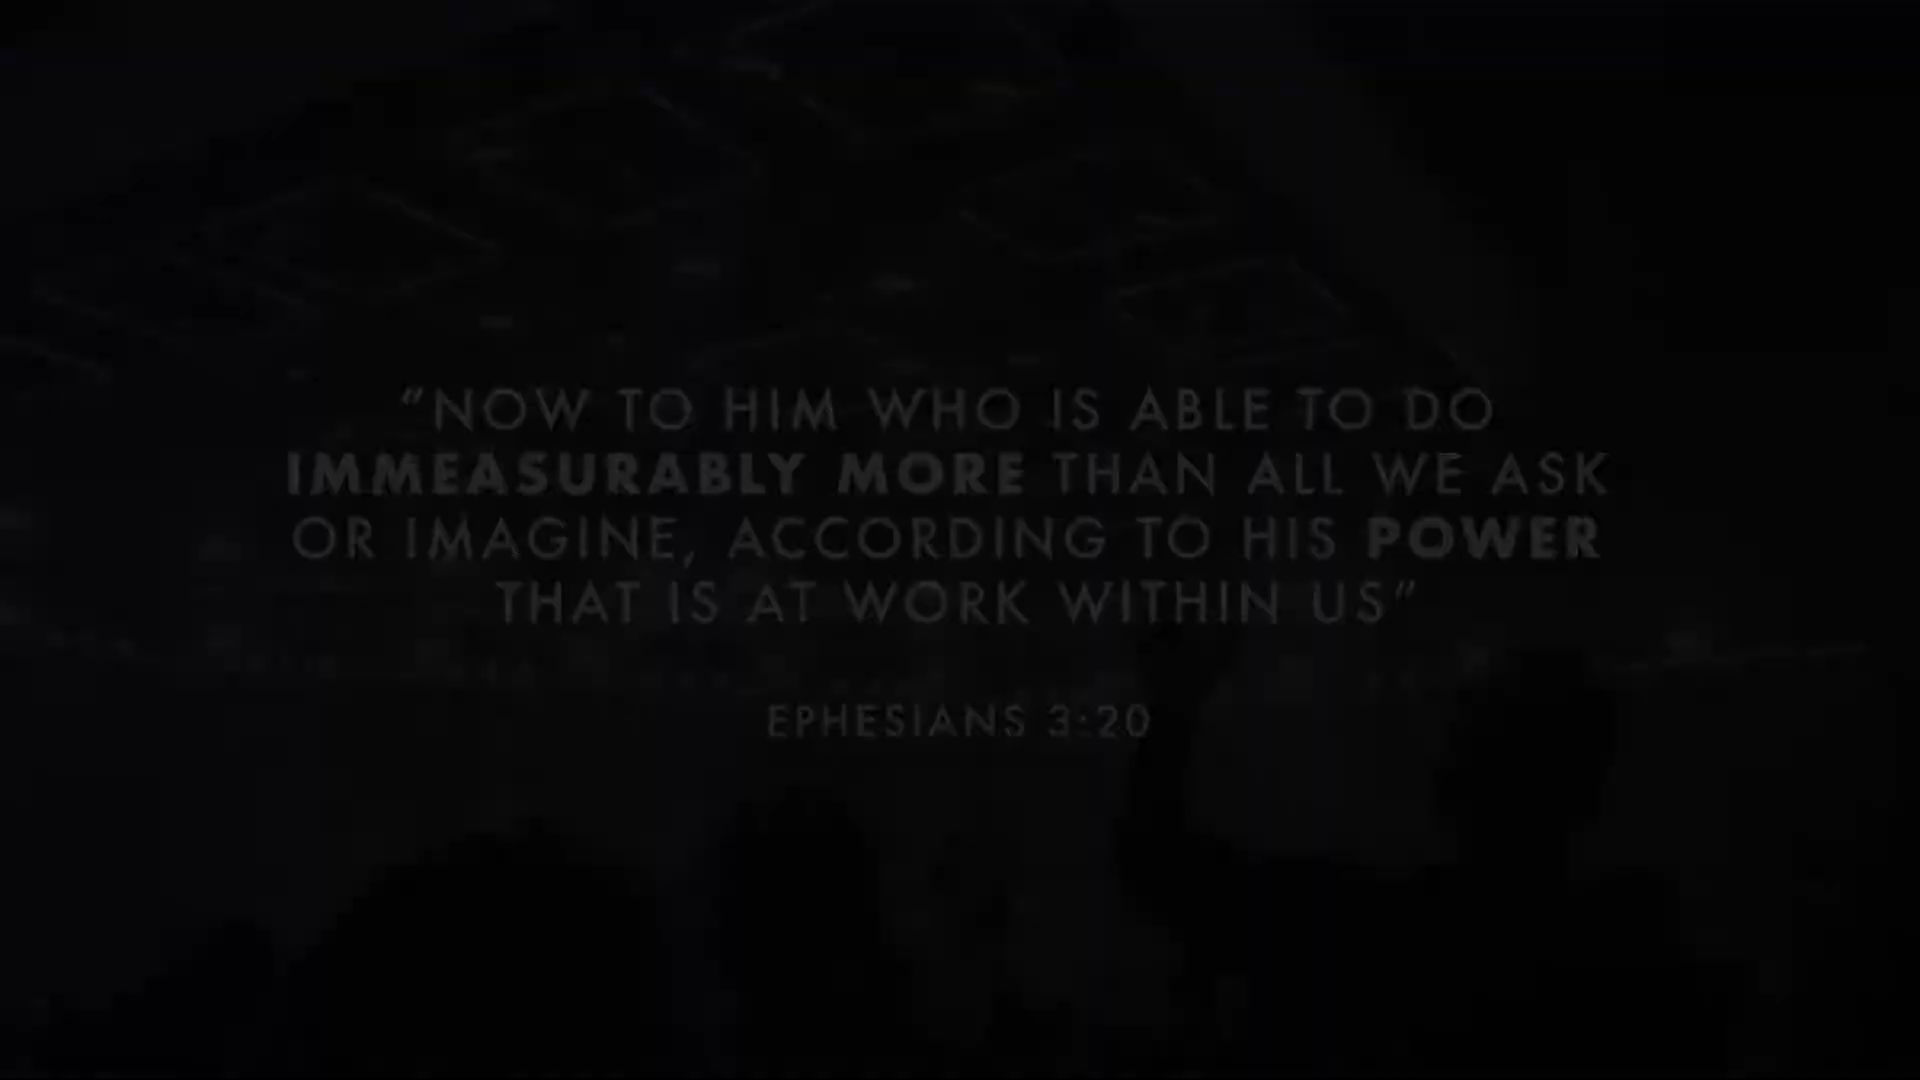 "NOW TO HIM WHO IS ABLE TO DO
IMMEASURABLY MORE THAN ALL WE ASK
OR IMAGINE, ACCORDING TO HIS POWER
THAT IS AT WORK WITHIN US"
EPHESIANS 3:20